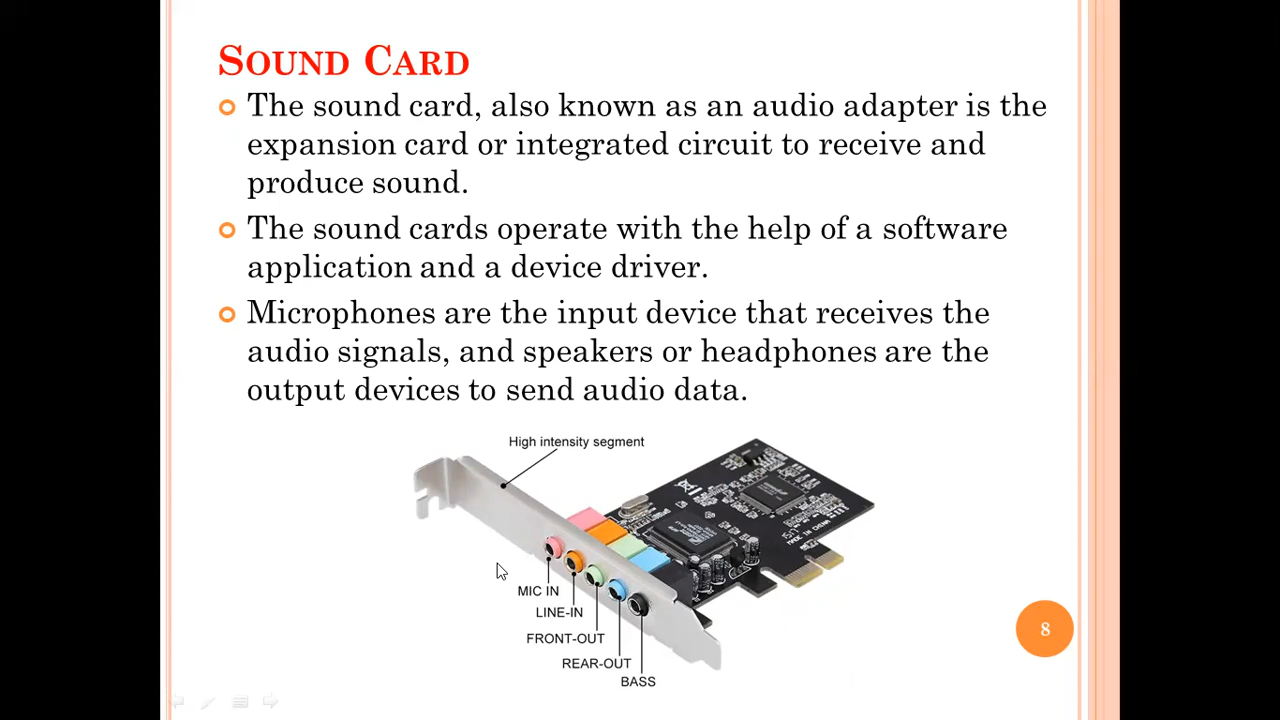 SOUND CARD
The sound card, also known as an audio adapter is the
expansion card or integrated circuit to receive and
produce sound.
The sound cards operate with the help of a software
application and a device driver.
Microphones are the input device that receives the
audio signals, and speakers or headphones are the
output devices to send audio data.
High intensity segment
MIC IN
LINE-IN
FRONT-OUT
REAR-OUT
BASS
MADE IN CHINA
8